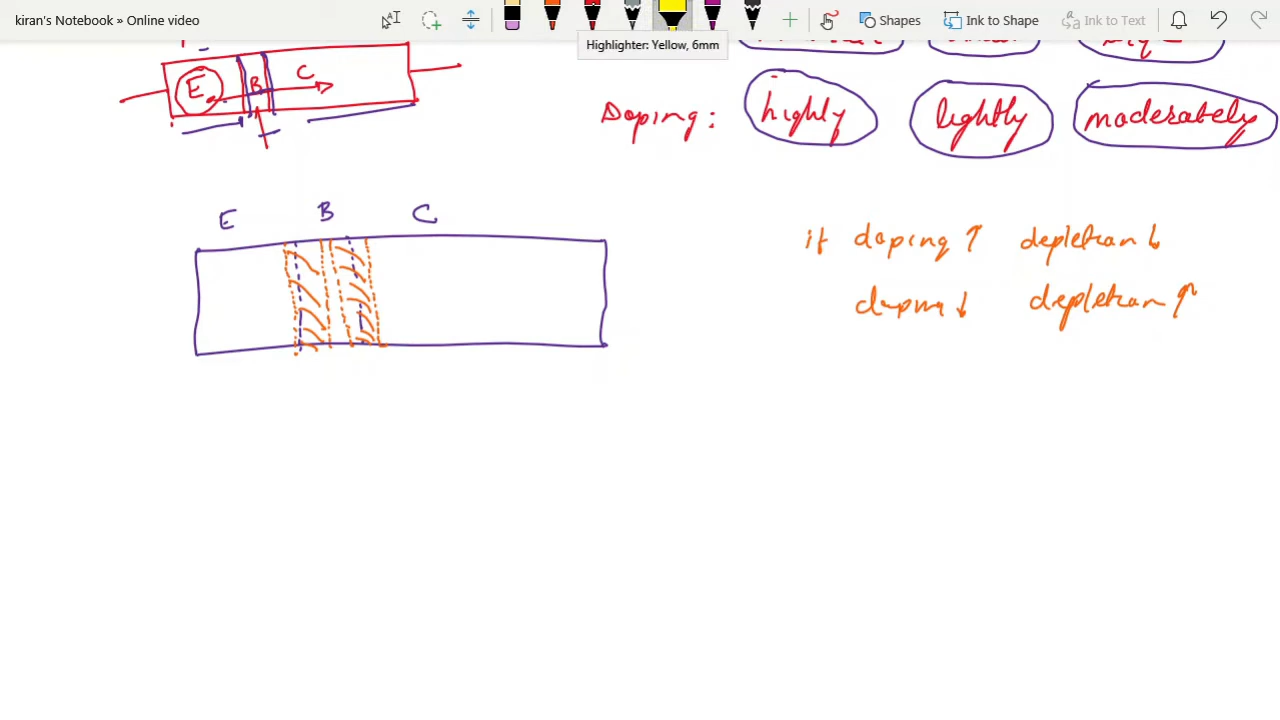 kiran's Notebook » Online video
Shapes
Ink to Shape
Ink to Text
Highlighter: Yellow, 6mm
E B C
Doping: highly lightly moderately
E B C
if doping ↑ depletion ↓
doping ↓ depletion ↑